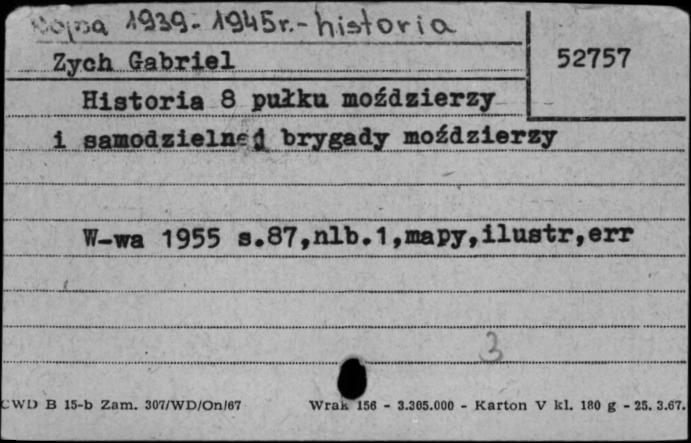 Wojna 1939-1945r.-historia
Zych Gabriel
52757
Historia 8 pułku moździerzy
i samodzielnej brygady moździerzy
W-wa 1955 s.87,nlb.1,mapy,ilustr,err
3
CWD B 15-b Zam. 307/WD/On/67 Wrak 156 - 3.305.000 - Karton V kl. 180 g - 25. 3.67.